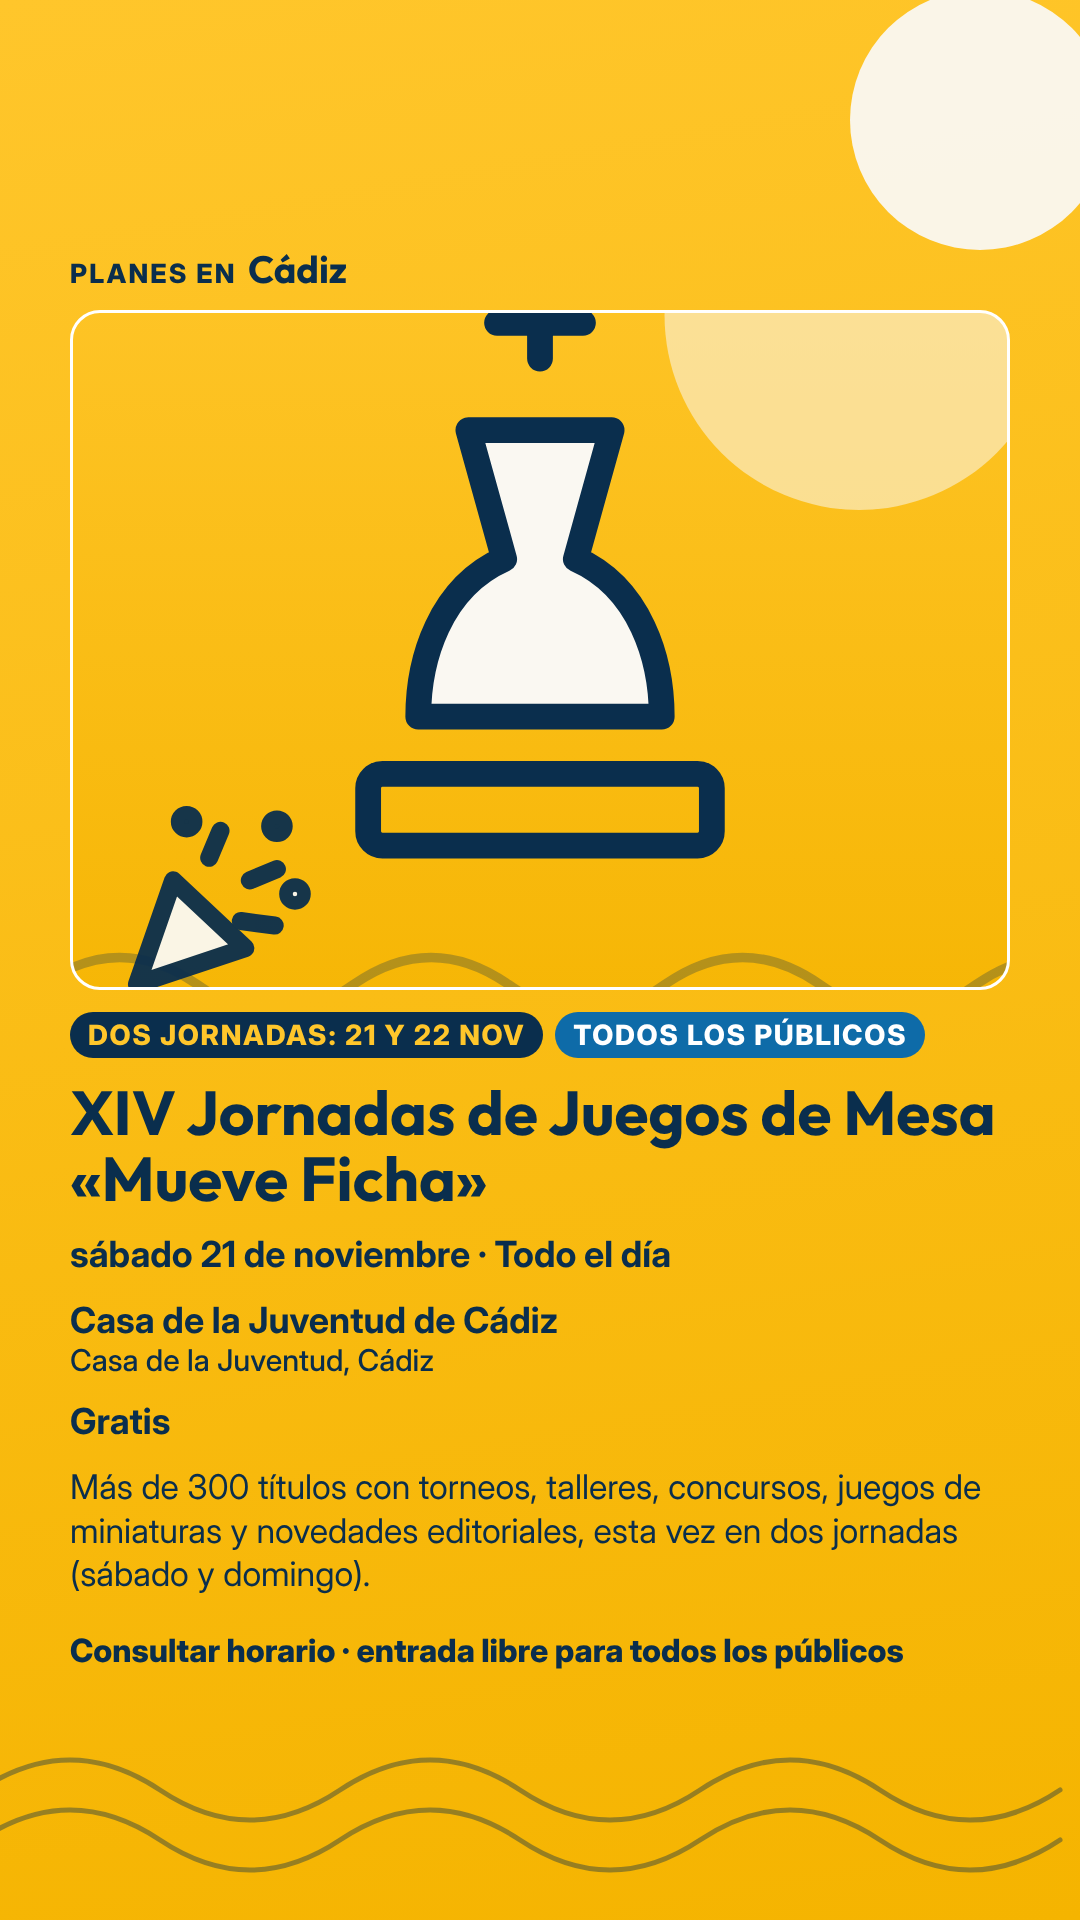 PLANES EN Cádiz
DOS JORNADAS: 21 Y 22 NOV
TODOS LOS PÚBLICOS
XIV Jornadas de Juegos de Mesa
«Mueve Ficha»
sábado 21 de noviembre · Todo el día
Casa de la Juventud de Cádiz
Casa de la Juventud, Cádiz
Gratis
Más de 300 títulos con torneos, talleres, concursos, juegos de
miniaturas y novedades editoriales, esta vez en dos jornadas
(sábado y domingo).
Consultar horario · entrada libre para todos los públicos